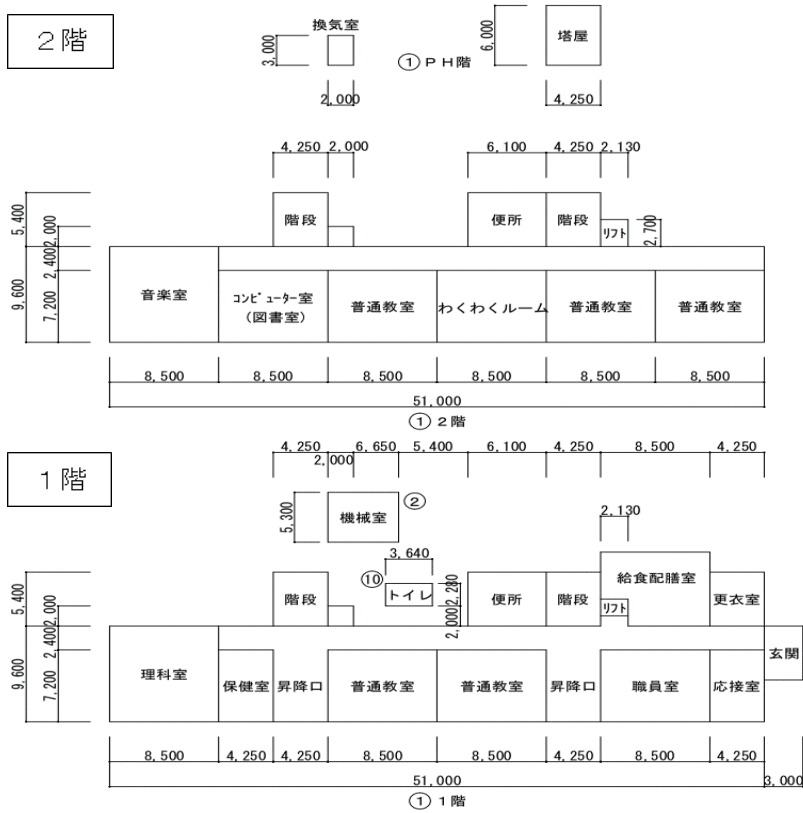 2階
換気室
3,000
2,000
①PH階
6,000
塔屋
4,250
4,250 2,000 6,100 4,250 2,130
5,400
2,000
階段
便所
階段
リフト
2,700
9,600
2,400
7,200
音楽室
コンピューター室
(図書室)
普通教室
わくわくルーム
普通教室
普通教室
8,500 8,500 8,500 8,500 8,500 8,500
51,000
① 2階
1階
4,250 6,650 5,400 6,100 4,250 8,500 4,250
2,000
5,300
機械室
②
2,130
3,640
⑩
トイレ
2,280
2,000
5,400
2,000
階段
便所
階段
給食配膳室
リフト
更衣室
玄関
9,600
2,400
7,200
理科室
保健室
昇降口
普通教室
普通教室
昇降口
職員室
応接室
8,500 4,250 4,250 8,500 8,500 4,250 8,500 4,250
51,000 3,000
① 1階